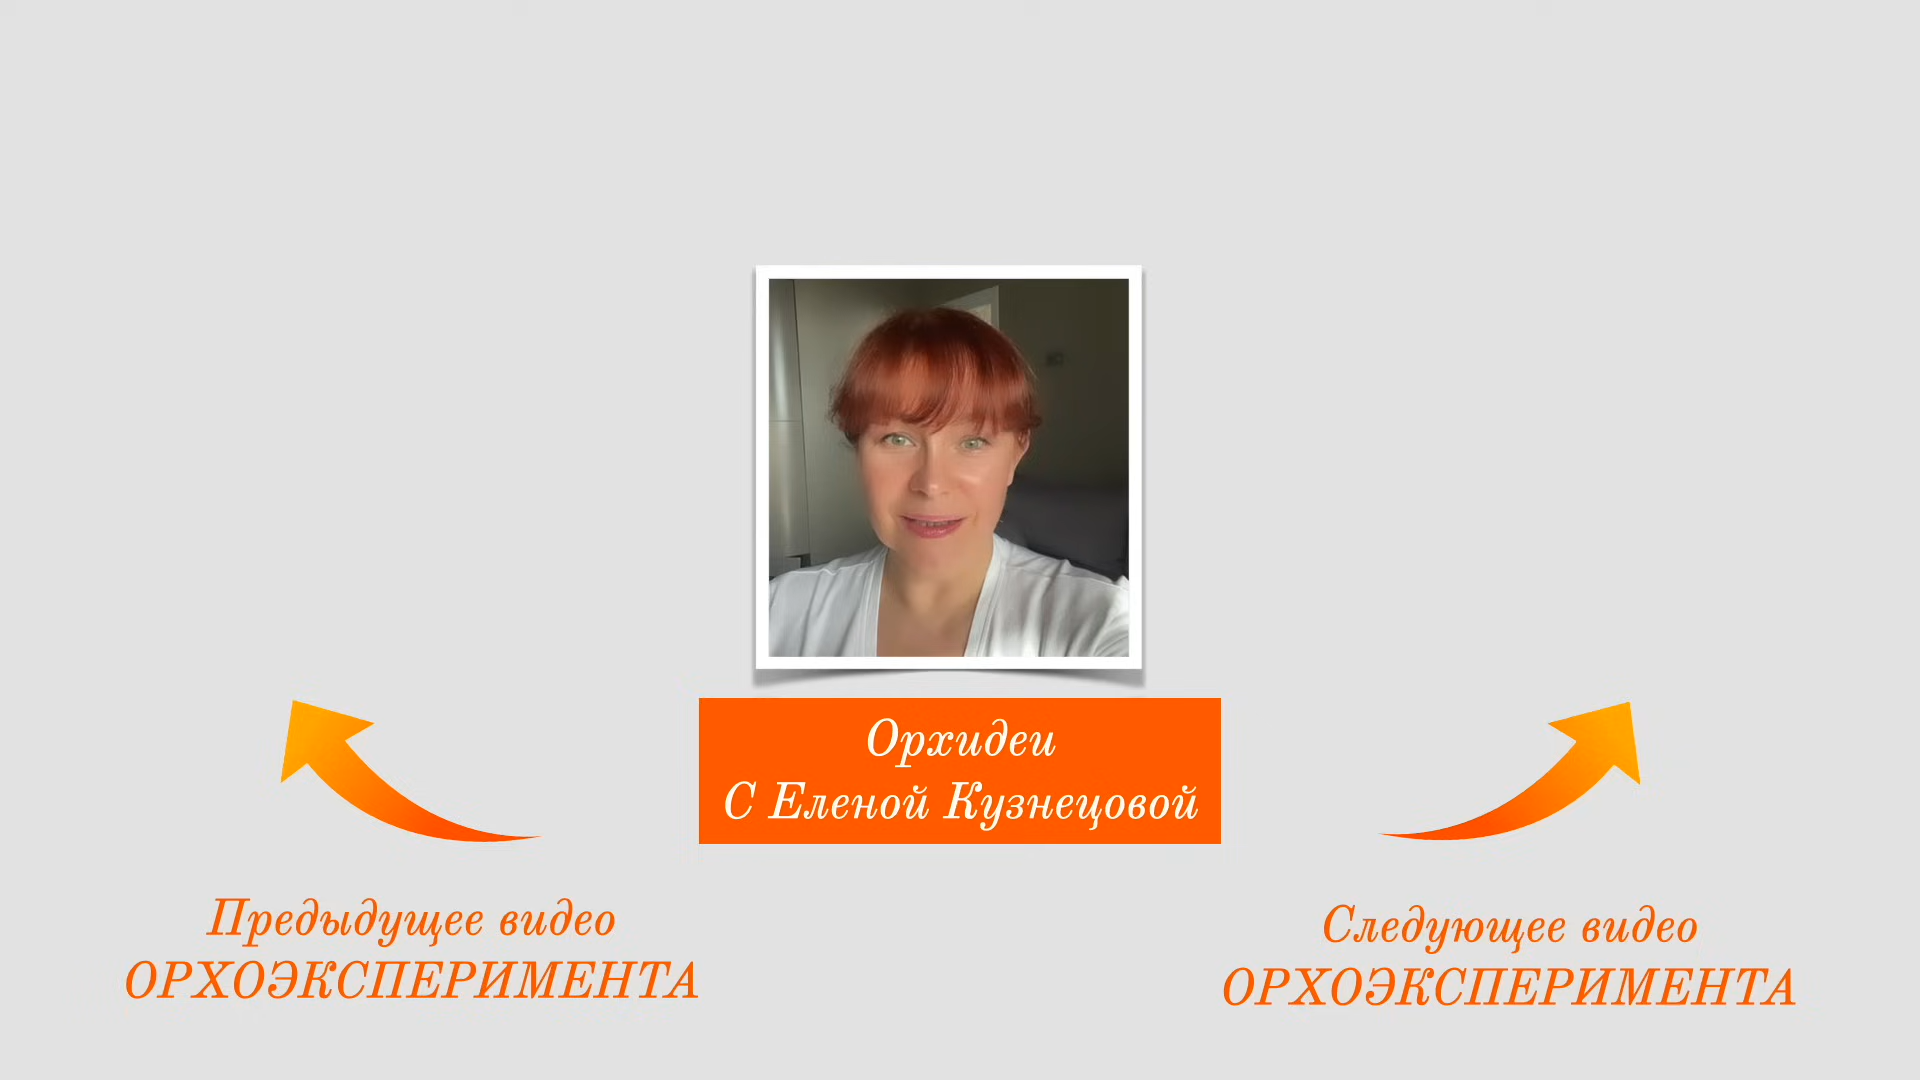 Орхидеи
С Еленой Кузнецовой
Предыдущее видео
ОРХОЭКСПЕРИМЕНТА
Следующее видео
ОРХОЭКСПЕРИМЕНТА